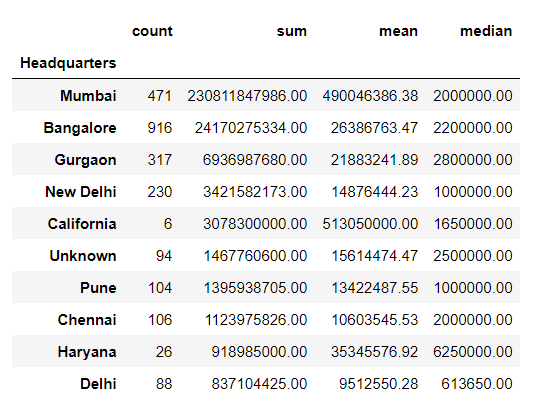 count sum mean median
Headquarters
Mumbai 471 230811847986.00 490046386.38 2000000.00
Bangalore 916 24170275334.00 26386763.47 2200000.00
Gurgaon 317 6936987680.00 21883241.89 2800000.00
New Delhi 230 3421582173.00 14876444.23 1000000.00
California 6 3078300000.00 513050000.00 1650000.00
Unknown 94 1467760600.00 15614474.47 2500000.00
Pune 104 1395938705.00 13422487.55 1000000.00
Chennai 106 1123975826.00 10603545.53 2000000.00
Haryana 26 918985000.00 35345576.92 6250000.00
Delhi 88 837104425.00 9512550.28 613650.00